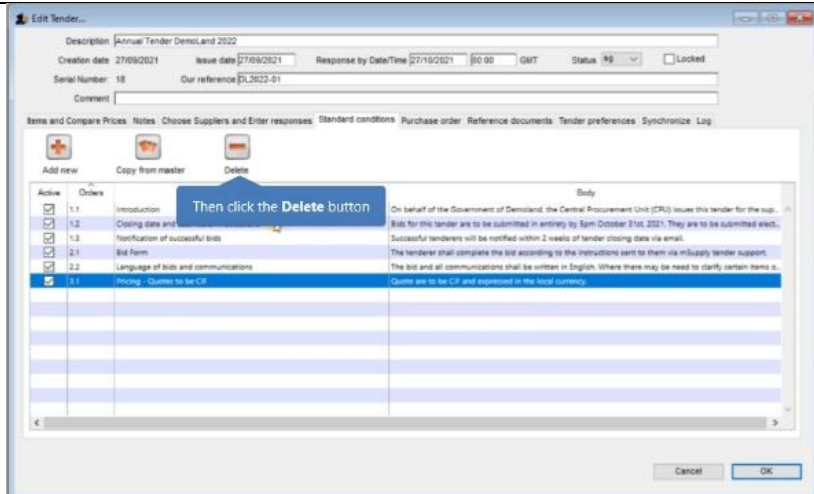 Edit Tender...
Description Annual Tender DemoLand 2022
Creation date 27/09/2021 Issue date 27/09/2021 Response by Date/Time 27/10/2021 00:00 GMT Status sg Locked
Serial Number: 18 Our reference DL2022-01
Comment
Items and Compare Prices Notes Choose Suppliers and Enter responses Standard conditions Purchase order Reference documents Tender preferences Synchronize Log
Add new Copy from master Delete
Active Orders Body
Then click the Delete button
1.1 Introduction On behalf of the Government of Demoland, the Central Procurement Unit (CPU) issues this tender for the sup..
1.2 Closing date and Bids for this tender are to be submitted in entirety by 5pm October 31st, 2021. They are to be submitted elect..
1.3 Notification of successful bids Successful tenderers will be notified within 2 weeks of tender closing data via email.
2.1 Bid Form The tenderer shall complete the bid according to the instructions sent to them via mSupply tender support.
2.2 Language of bids and communications The bid and all communications shall be written in English. Where there may be need to clarify certain items o..
3.1 Pricing - Quotes to be CIF Quote are to be CIF and expressed in the local currency.
Cancel OK